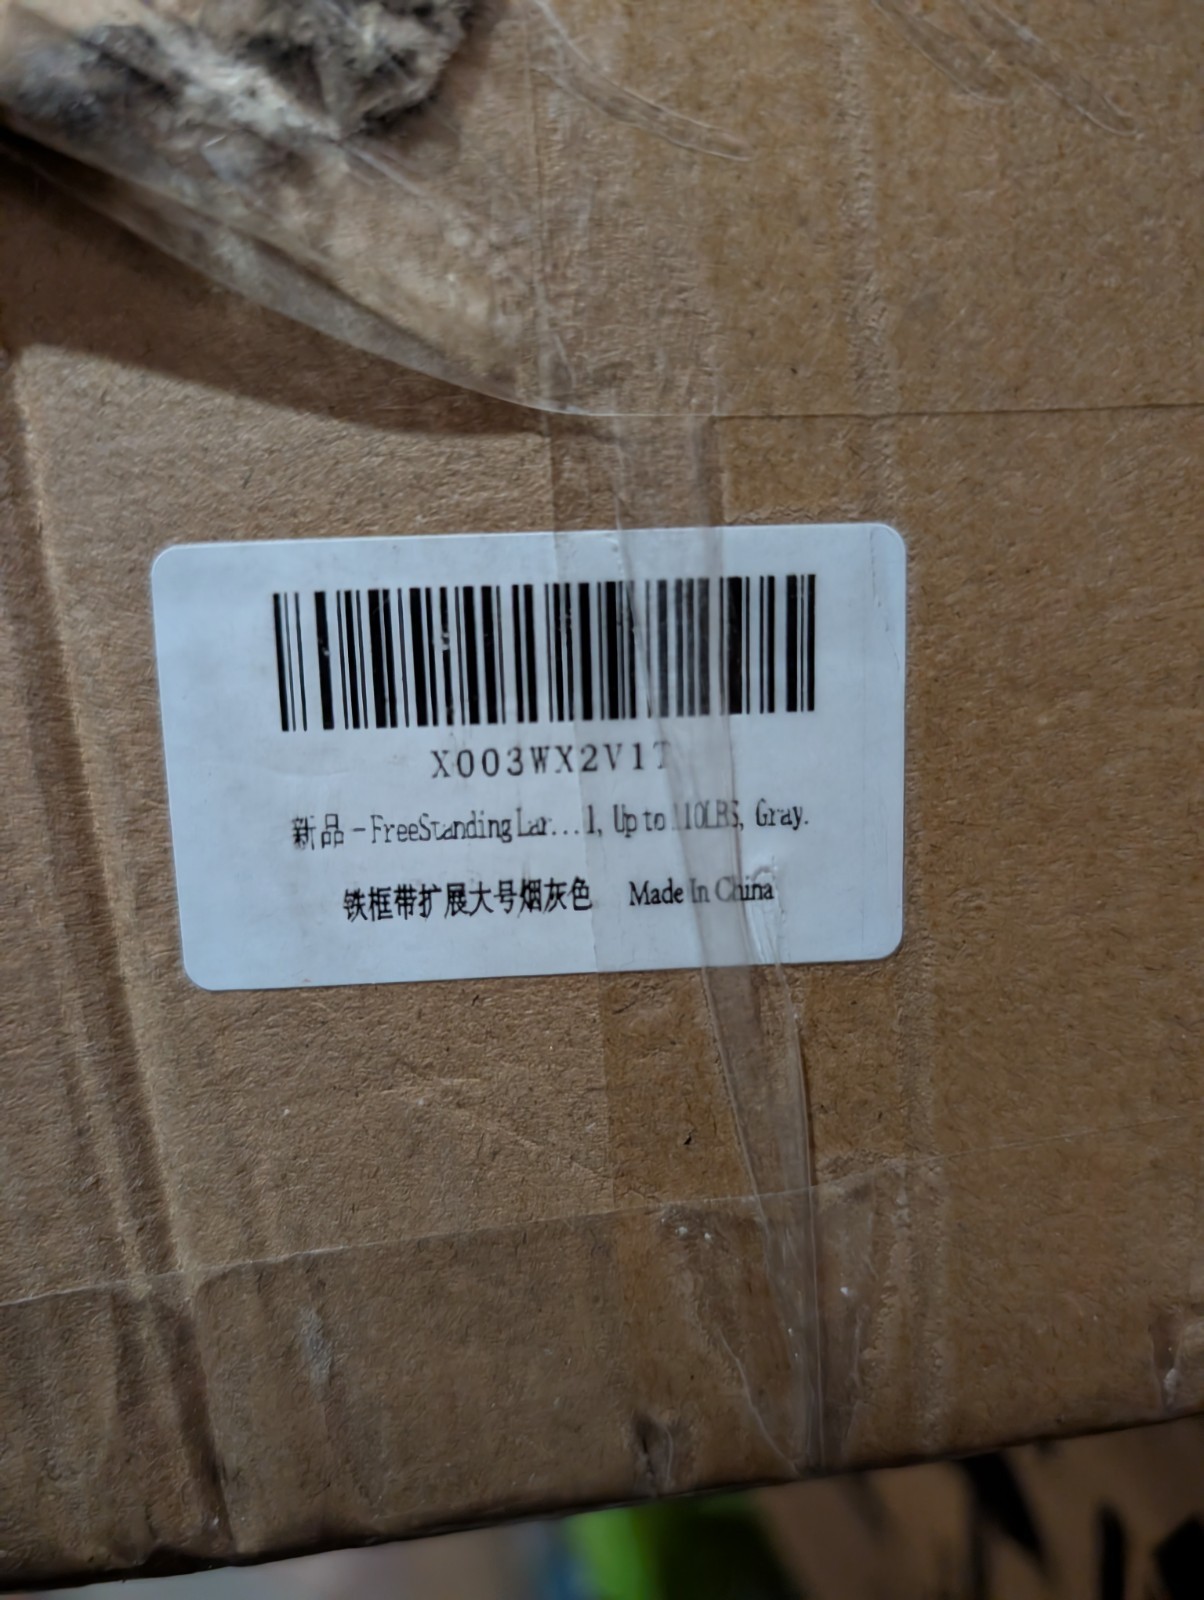 X003WX2V1T
新品 - FreeStanding Lar... l, Up to 110LBS, Gray.
铁框带扩展大号烟灰色 Made In China